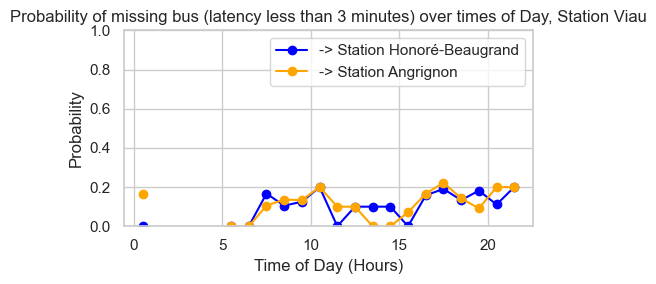 Probability of missing bus (latency less than 3 minutes) over times of Day, Station Viau
1.0
-> Station Honoré-Beaugrand
-> Station Angrignon
0.8
0.6
0.4
0.2
0.0
Probability
0 5 10 15 20
Time of Day (Hours)